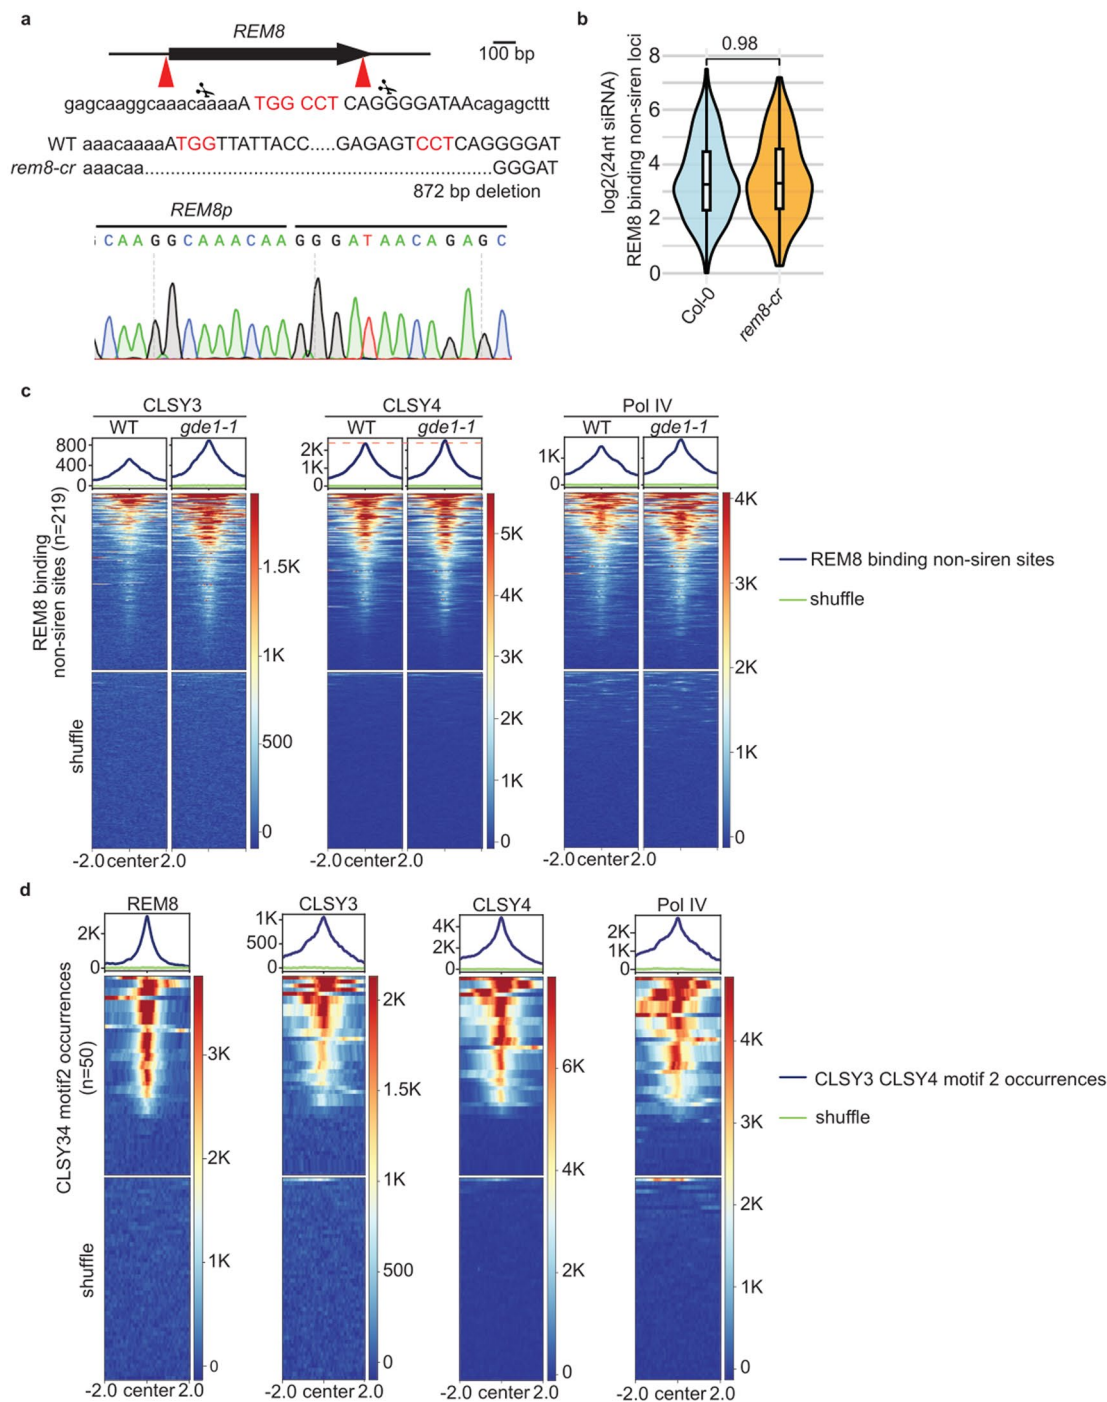 a
REM8
100 bp
gagcaaggcaaacaaaaA TGG CCT CAGGGGATAAcagagcttt
WT aaacaaaaATGGTTATTACC.....GAGAGTCCTCAGGGGAT
rem8-cr aaacaa..........................................................GGGAT
872 bp deletion
REM8p
CAAGGCAAACAAGGGATAACAGAGC
b
0.98
log2(24nt siRNA)
REM8 binding non-siren loci
8
6
4
2
0
Col-0
rem8-cr
c
CLSY3
WT
gde1-1
800
400
0
REM8 binding
non-siren sites (n=219)
shuffle
1.5K
1K
500
0
-2.0 center 2.0
CLSY4
WT
gde1-1
2K
1K
0
5K
4K
3K
2K
1K
0
-2.0 center 2.0
Pol IV
WT
gde1-1
1K
0
4K
3K
2K
1K
0
-2.0 center 2.0
REM8 binding non-siren sites
shuffle
d
REM8
2K
0
CLSY34 motif2 occurrences
(n=50)
shuffle
3K
2K
1K
0
-2.0 center 2.0
CLSY3
1K
500
0
2K
1.5K
1K
500
0
-2.0 center 2.0
CLSY4
4K
2K
0
6K
4K
2K
0
-2.0 center 2.0
Pol IV
2K
1K
0
4K
3K
2K
1K
0
-2.0 center 2.0
CLSY3 CLSY4 motif 2 occurrences
shuffle